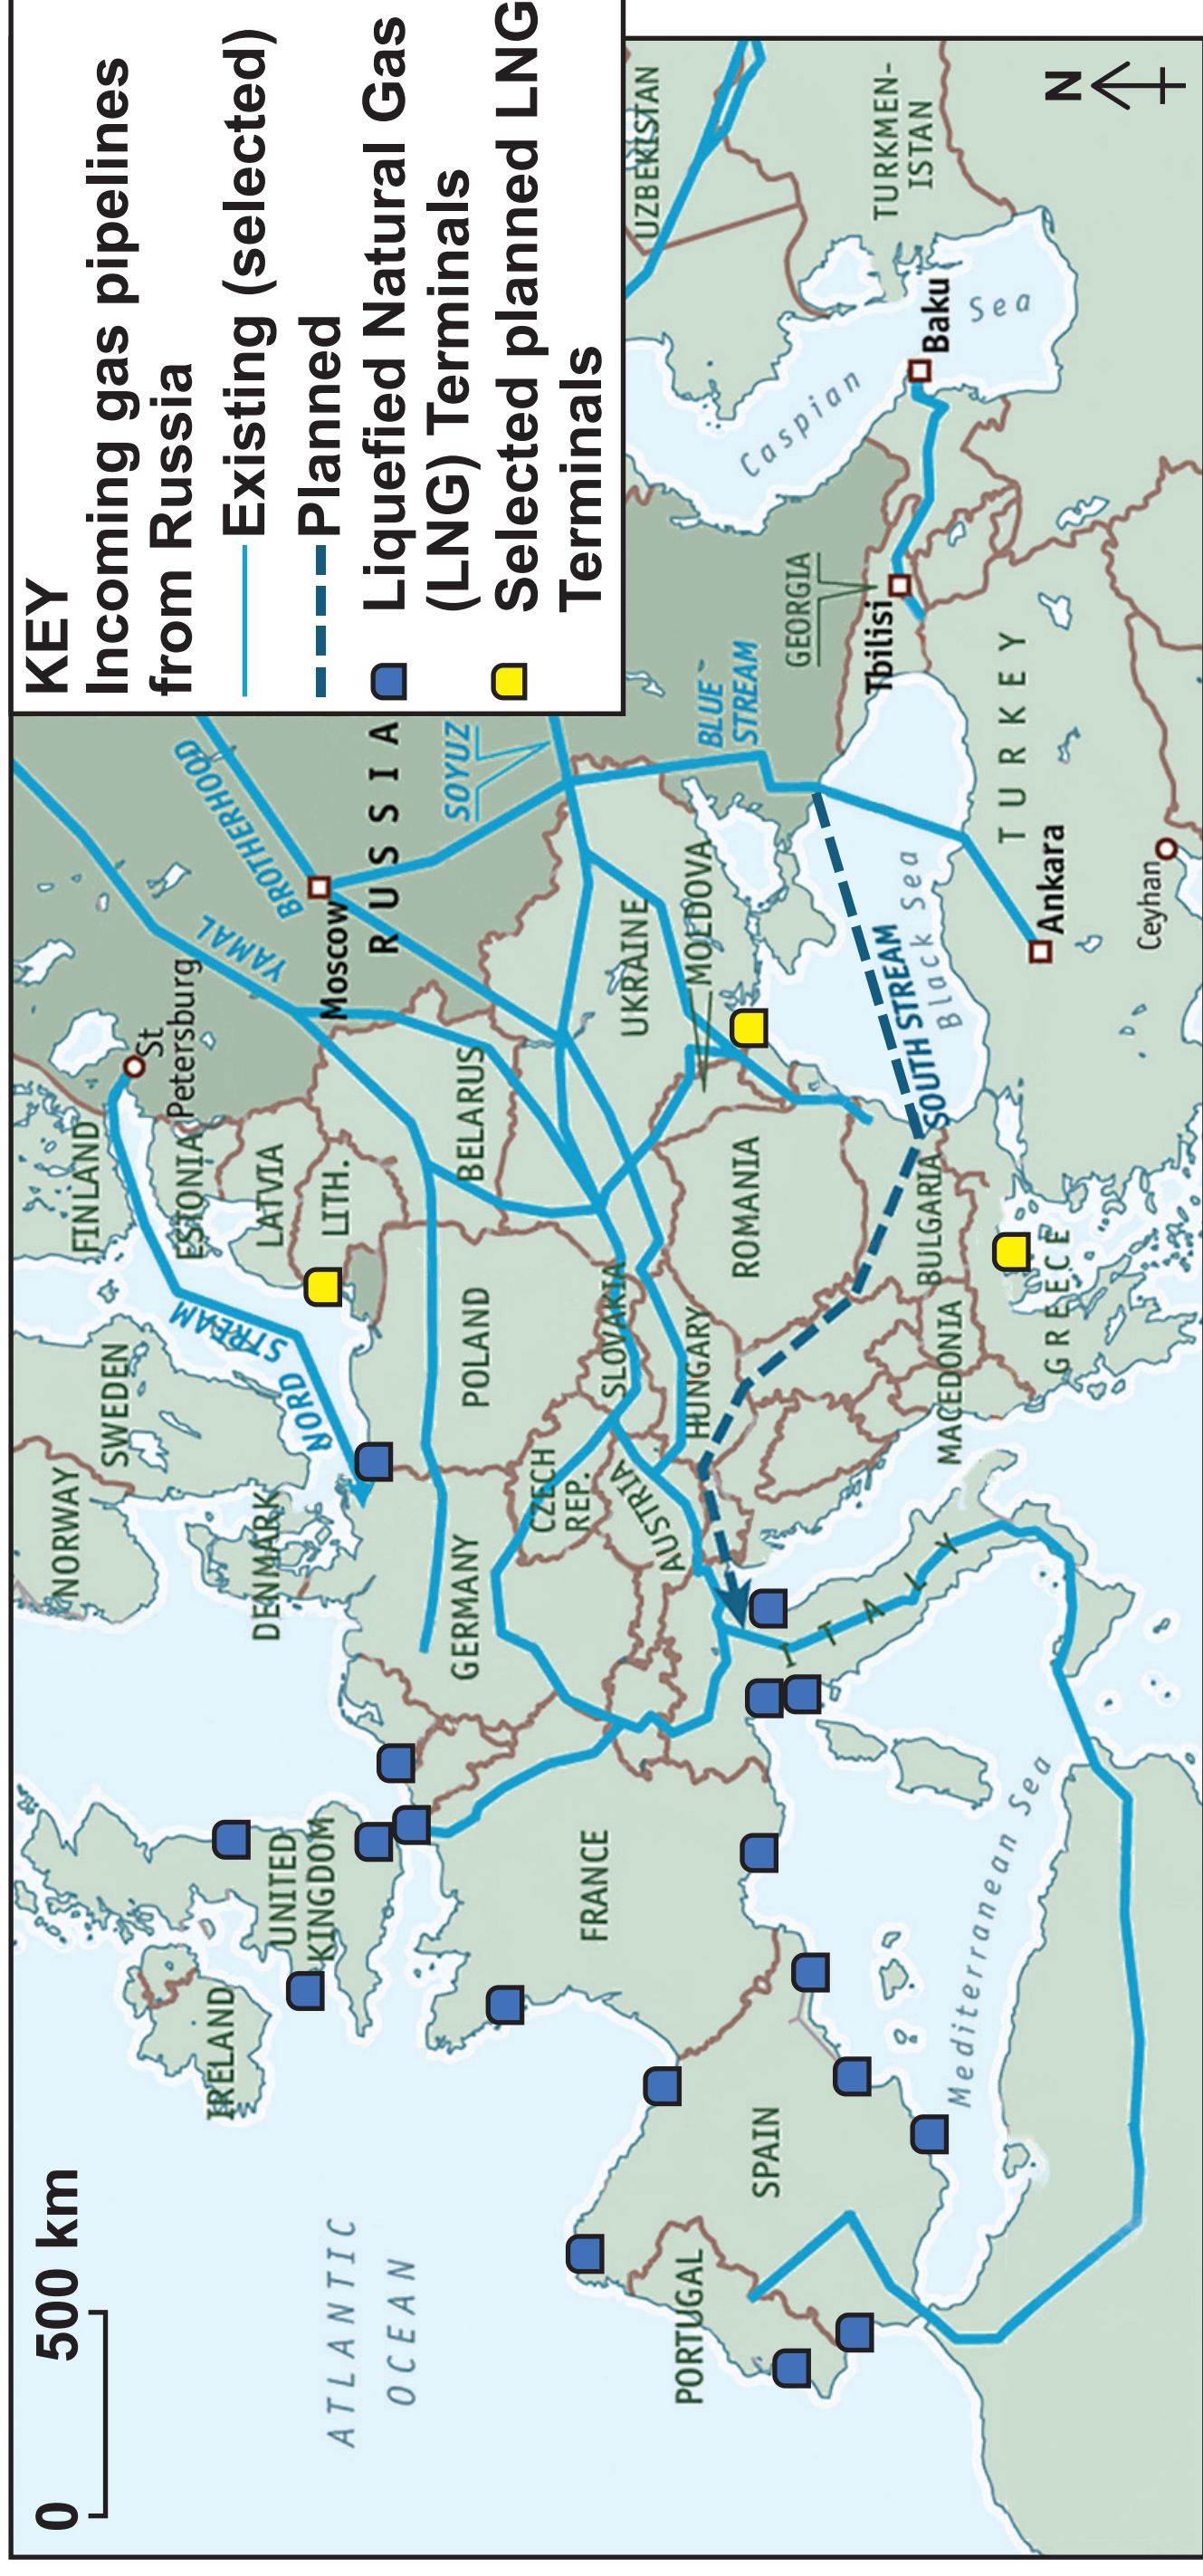 KEY
Incoming gas pipelines
from Russia
Existing (selected)
Planned
Liquefied Natural Gas
(LNG) Terminals
Selected planned LNG
Terminals
0 500 km
N
NORWAY
SWEDEN
FINLAND
ESTONIA
LATVIA
LITH.
St
Petersburg
DENMARK
NORD STREAM
YAMAL
BROTHERHOOD
Moscow
RUSSIA
SOYUZ
IRELAND
UNITED
KINGDOM
ATLANTIC
OCEAN
GERMANY
POLAND
BELARUS
CZECH
REP.
SLOVAKIA
UKRAINE
MOLDOVA
FRANCE
AUSTRIA
HUNGARY
ROMANIA
BLUE
STREAM
GEORGIA
Tbilisi
UZBEKISTAN
TURKMEN-
ISTAN
Caspian
Sea
Baku
PORTUGAL
SPAIN
ITALY
SOUTH STREAM
Black Sea
BULGARIA
MACEDONIA
GREECE
TURKEY
Ankara
Ceyhan
Mediterranean Sea